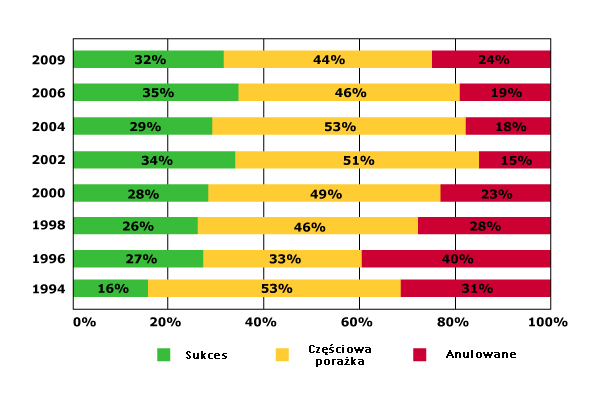 2009 32% 44% 24%
2006 35% 46% 19%
2004 29% 53% 18%
2002 34% 51% 15%
2000 28% 49% 23%
1998 26% 46% 28%
1996 27% 33% 40%
1994 16% 53% 31%
0% 20% 40% 60% 80% 100%
Sukces
Częściowa
porażka
Anulowane